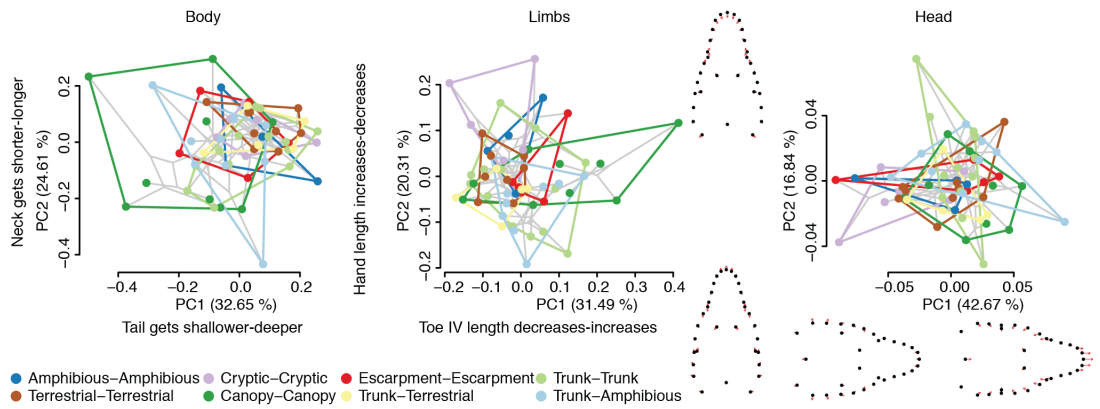 Body
Limbs
Head
Neck gets shorter-longer
PC2 (24.61 %)
0.2
0.0
−0.2
−0.4
−0.4
−0.2
0.0
0.2
PC1 (32.65 %)
Tail gets shallower-deeper
Hand length increases-decreases
PC2 (20.31 %)
0.2
0.1
0.0
−0.1
−0.2
−0.2
−0.1
0.0
0.1
0.2
0.3
0.4
PC1 (31.49 %)
Toe IV length decreases-increases
PC2 (16.84 %)
0.04
0.00
−0.04
−0.05
0.00
0.05
PC1 (42.67 %)
Amphibious−Amphibious
Cryptic−Cryptic
Escarpment−Escarpment
Trunk−Trunk
Terrestrial−Terrestrial
Canopy−Canopy
Trunk−Terrestrial
Trunk−Amphibious